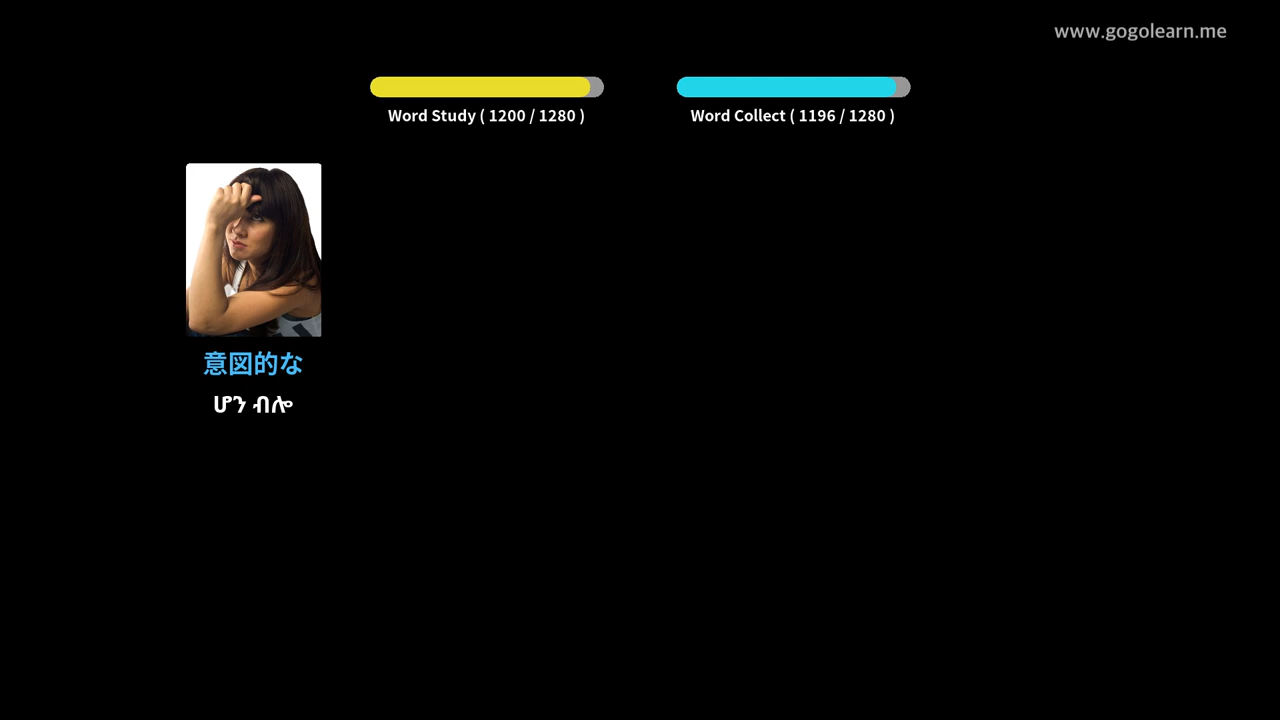 www.gogolearn.me
Word Study ( 1200 / 1280 )
Word Collect ( 1196 / 1280 )
意図的な
ሆን ብሎ